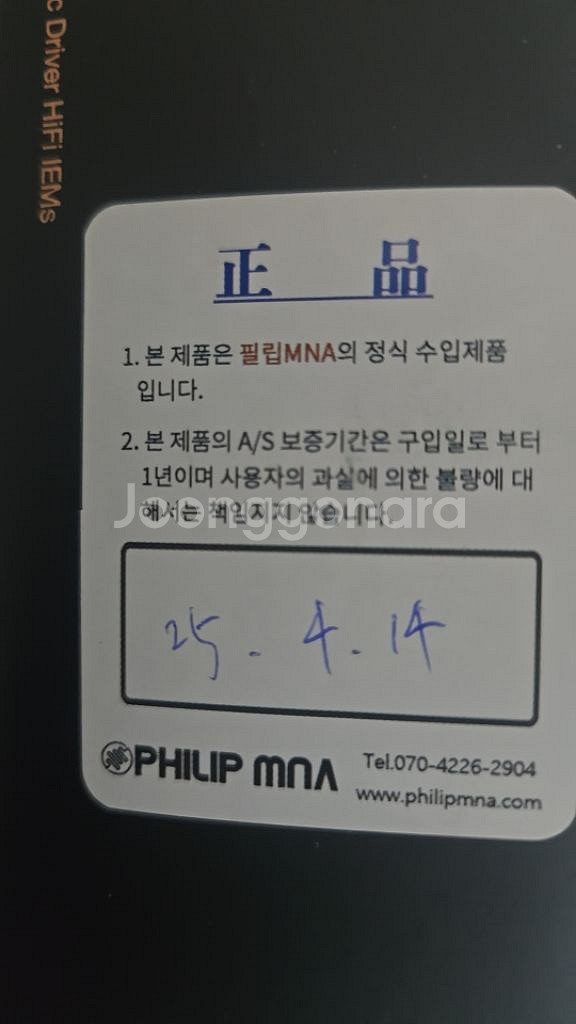 c Driver HiFi IEMs
正 品
1. 본 제품은 필립MNA의 정식 수입제품
입니다.
2. 본 제품의 A/S 보증기간은 구입일로 부터
1년이며 사용자의 과실에 의한 불량에 대
해서는 책임지지 않습니다.
Joonggonara
25. 4. 14
PHILIP MNA
Tel.070-4226-2904
www.philipmna.com